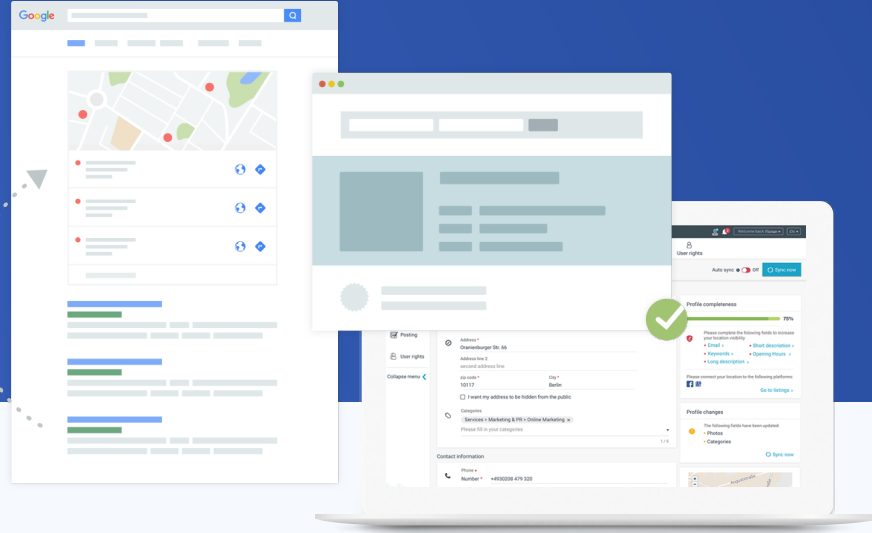 Google
Welcome back
EN
User rights
Auto sync
Off
Sync now
Profile completeness
75%
Please complete the following fields to increase
your location visibility
• Email ›
• Short description ›
• Keywords ›
• Opening Hours ›
• Long description ›
Please connect your location to the following platforms:
Go to listings ›
Profile changes
The following fields have been updated
• Photos
• Categories
Sync now
Posting
User rights
Collapse menu
Address *
Oranienburger Str. 66
Address line 2
second address line
zip code *
City *
10117
Berlin
I want my address to be hidden from the public
Categories
Services > Marketing & PR > Online Marketing ×
Please fill in your categories
1 / 3
Contact information
Phone
Number * +4930208 479 320